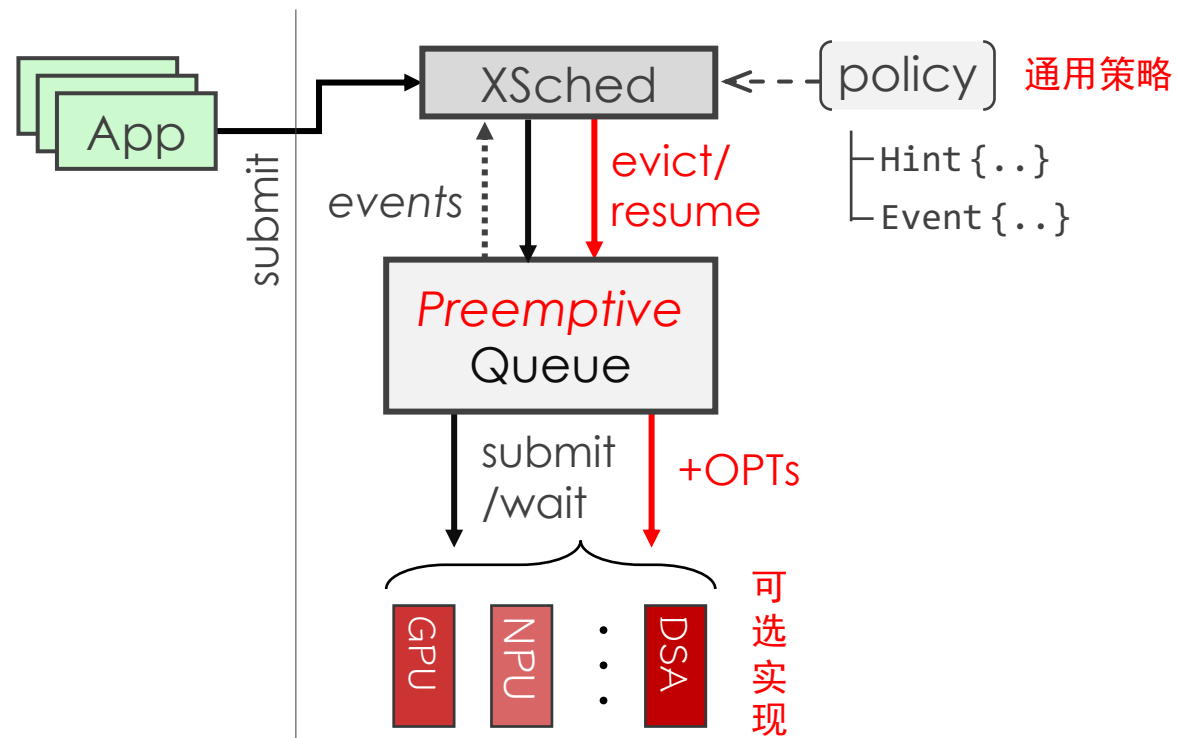 App
submit
XSched
policy
通用策略
Hint{..}
Event{..}
events
evict/
resume
Preemptive
Queue
submit
/wait
+OPTs
GPU
NPU
DSA
可选实现